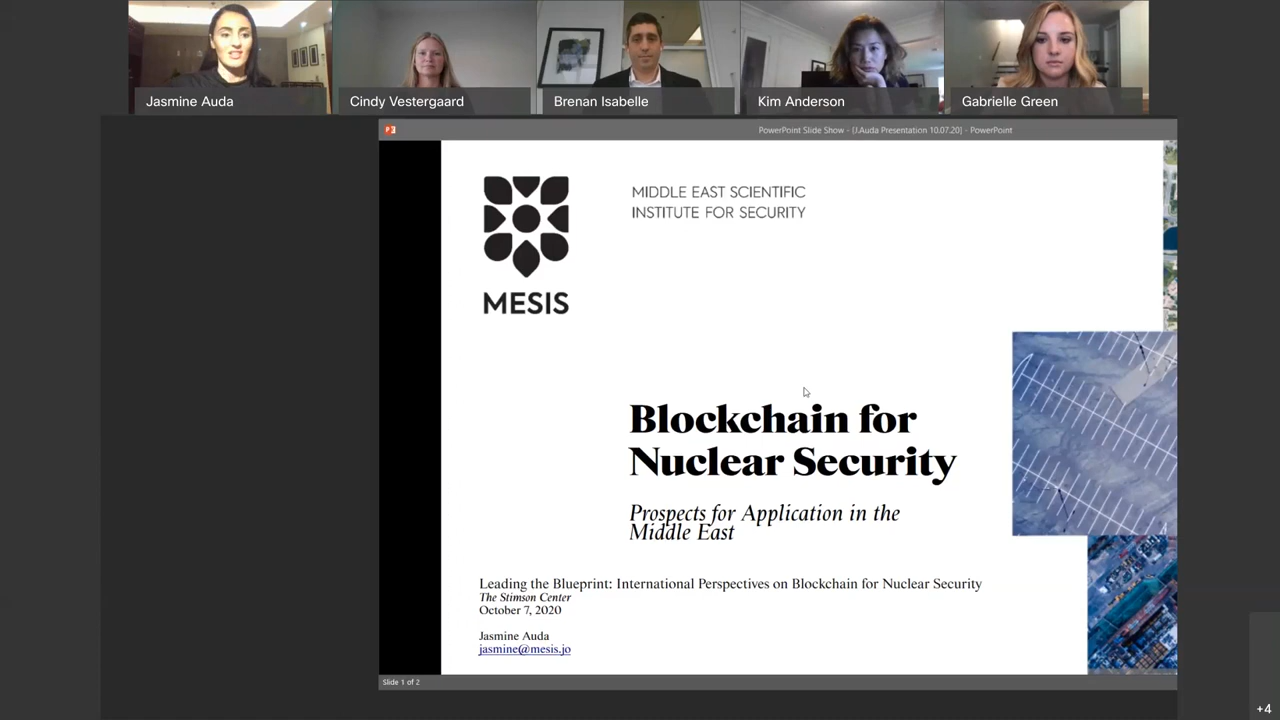 Jasmine Auda
Cindy Vestergaard
Brenan Isabelle
Kim Anderson
Gabrielle Green
PowerPoint Slide Show - (J.Auda Presentation 10.07.20] - PowerPoint
MESIS
MIDDLE EAST SCIENTIFIC
INSTITUTE FOR SECURITY
Blockchain for
Nuclear Security
Prospects for Application in the
Middle East
Leading the Blueprint: International Perspectives on Blockchain for Nuclear Security
The Stimson Center
October 7, 2020
Jasmine Auda
jasmine@mesis.jo
Slide 1 of 2
+4